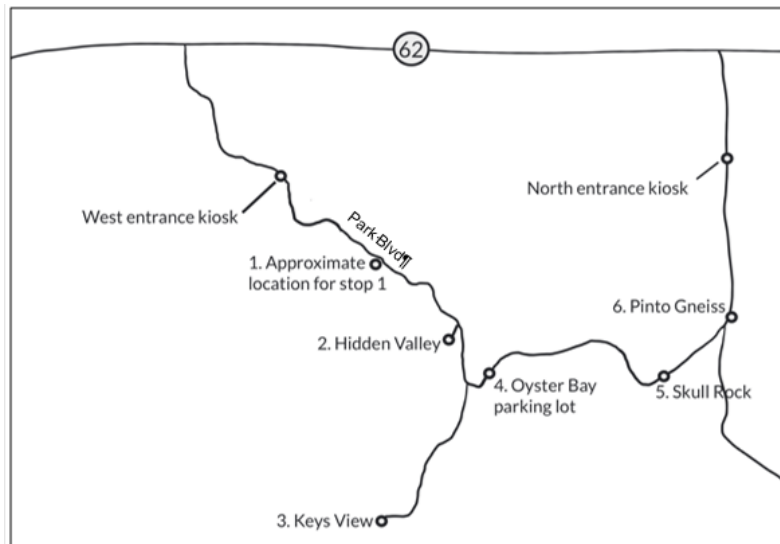 62
North entrance kiosk
West entrance kiosk
Park Blvd¶
1. Approximate
location for stop 1
6. Pinto Gneiss
2. Hidden Valley
4. Oyster Bay
parking lot
5. Skull Rock
3. Keys View